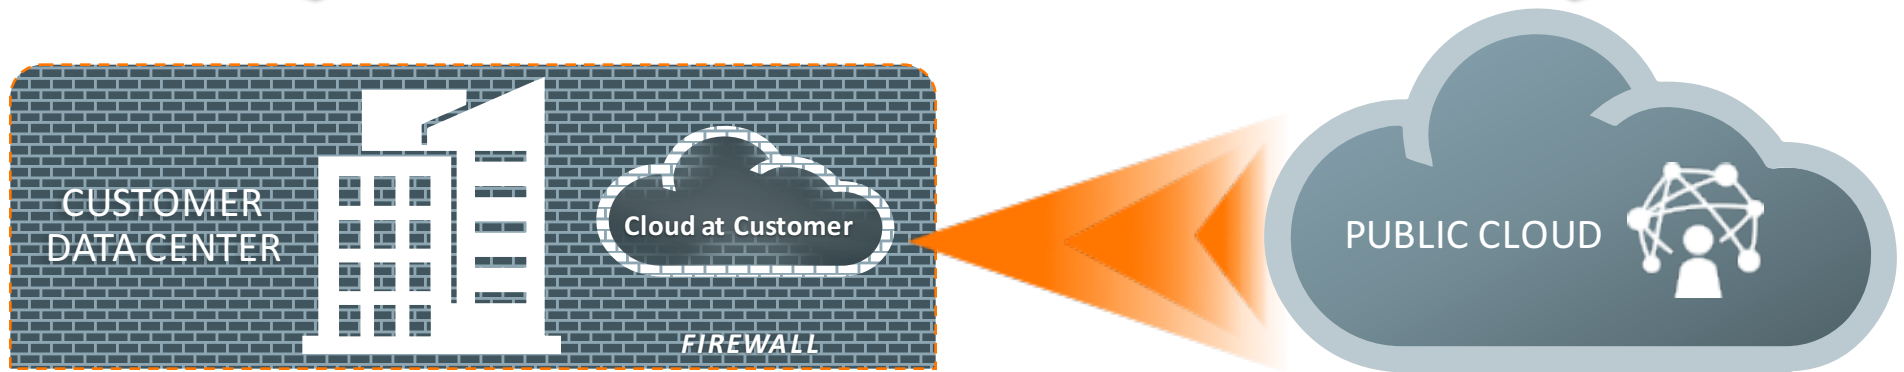 CUSTOMER
DATA CENTER
Cloud at Customer
FIREWALL
PUBLIC CLOUD